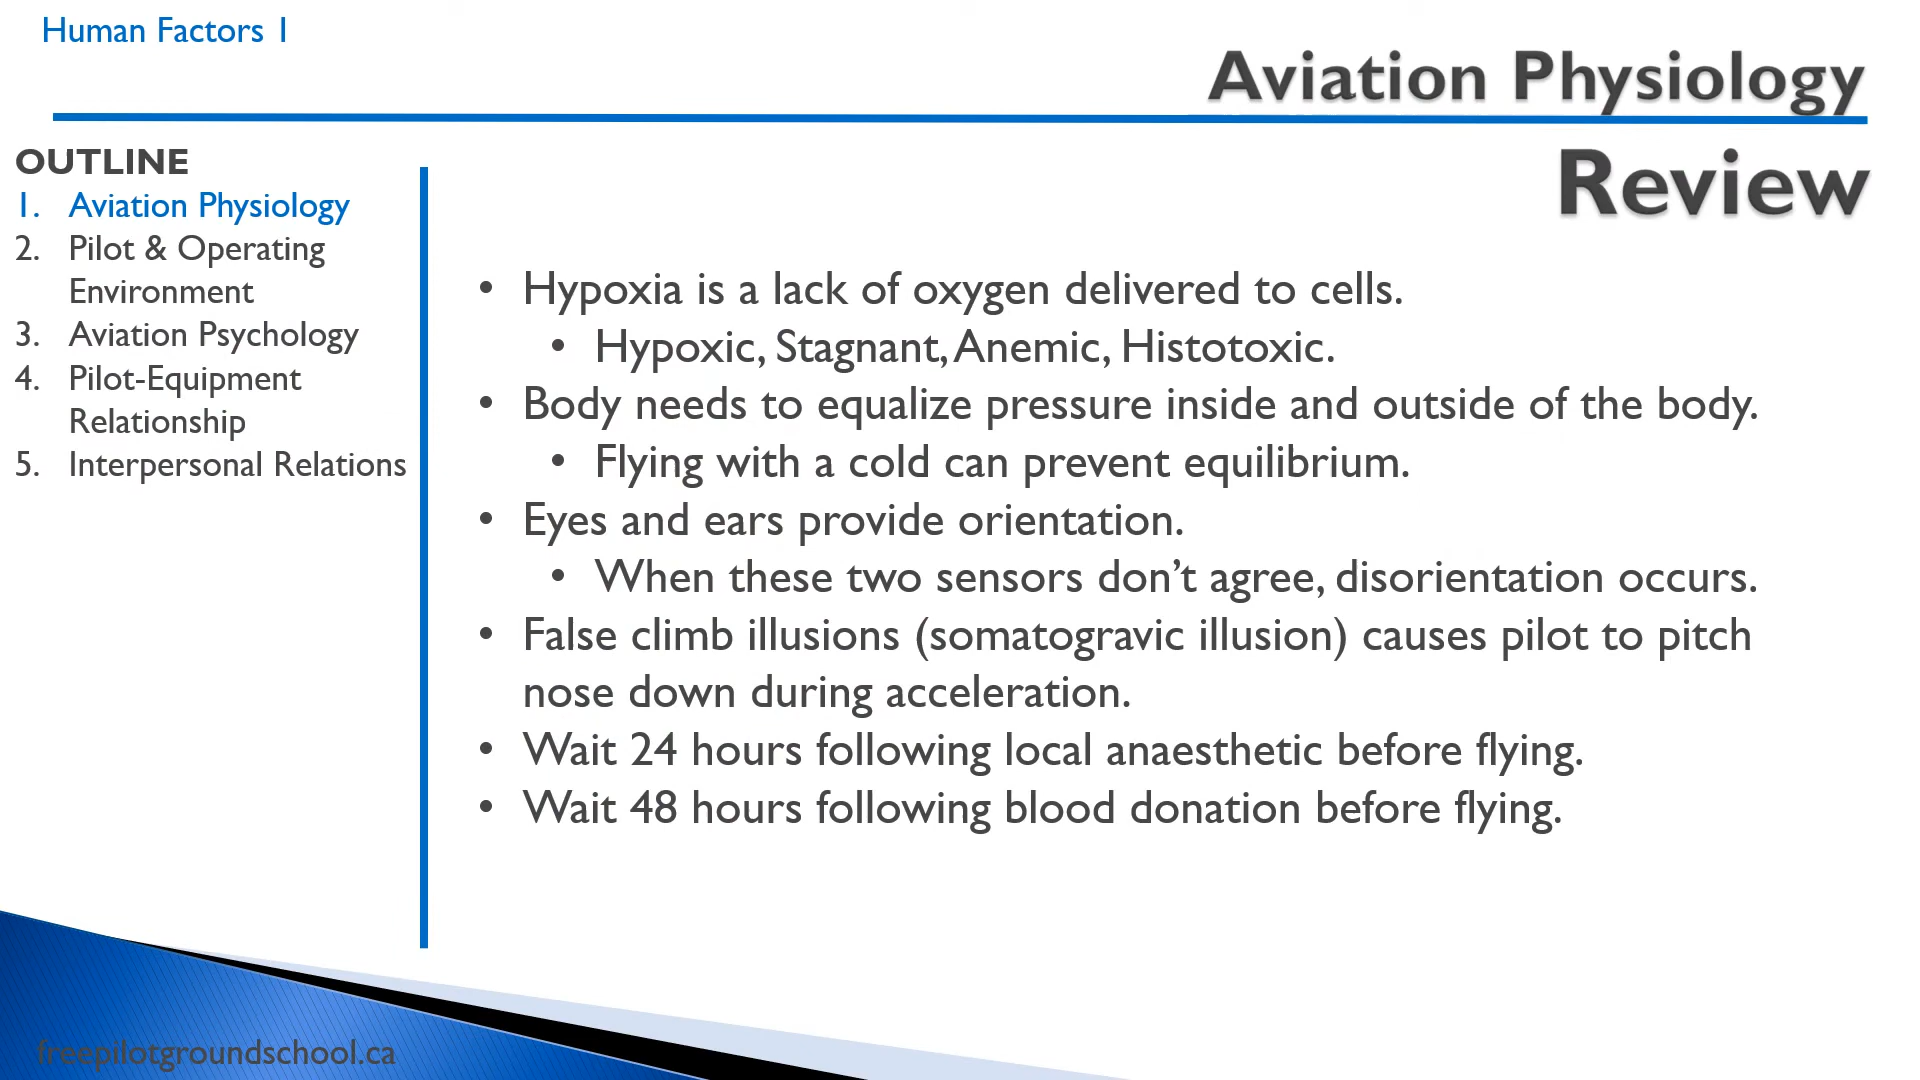 Human Factors 1
Aviation Physiology
Review
OUTLINE
1. Aviation Physiology
2. Pilot & Operating
Environment
3. Aviation Psychology
4. Pilot-Equipment
Relationship
5. Interpersonal Relations
• Hypoxia is a lack of oxygen delivered to cells.
• Hypoxic, Stagnant, Anemic, Histotoxic.
• Body needs to equalize pressure inside and outside of the body.
• Flying with a cold can prevent equilibrium.
• Eyes and ears provide orientation.
• When these two sensors don’t agree, disorientation occurs.
• False climb illusions (somatogravic illusion) causes pilot to pitch
nose down during acceleration.
• Wait 24 hours following local anaesthetic before flying.
• Wait 48 hours following blood donation before flying.
freepilotgroundschool.ca